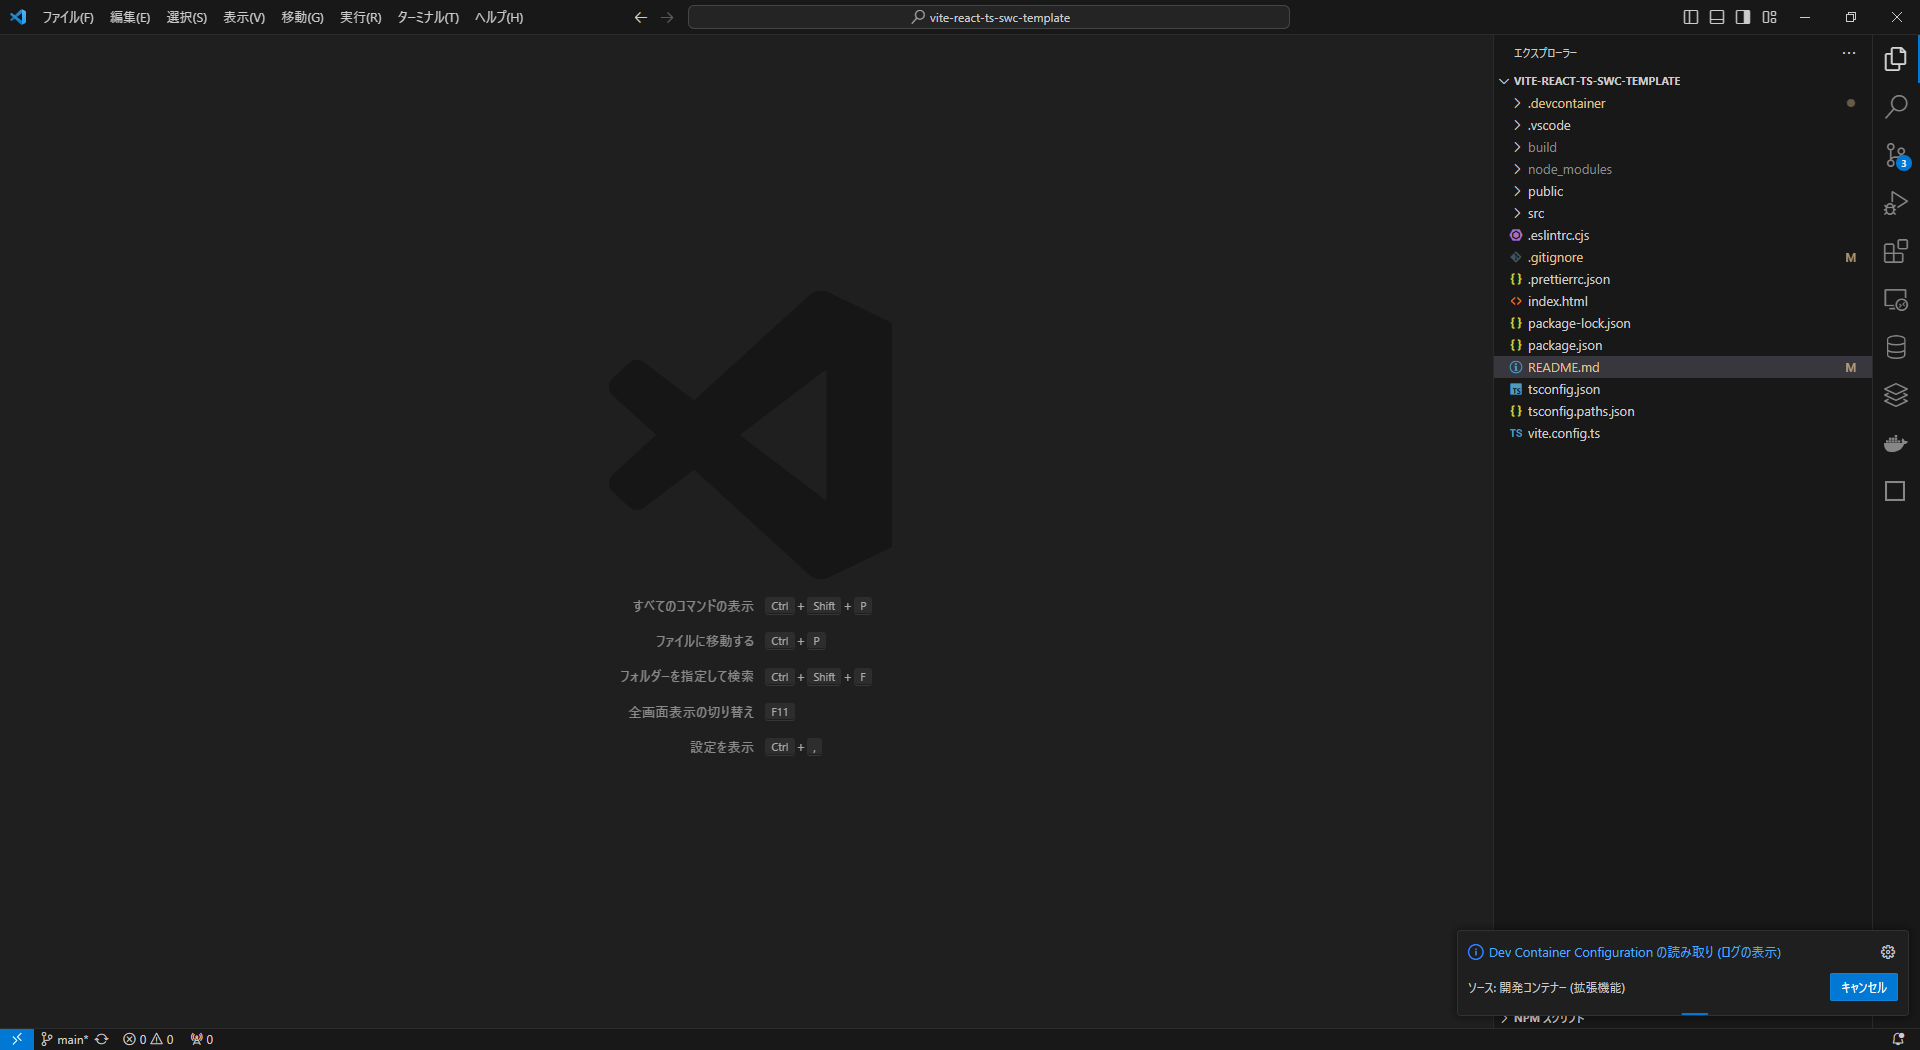 ファイル(F) 編集(E) 選択(S) 表示(V) 移動(G) 実行(R) ターミナル(T) ヘルプ(H)
vite-react-ts-swc-template
エクスプローラー
VITE-REACT-TS-SWC-TEMPLATE
.devcontainer
.vscode
build
node_modules
public
src
.eslintrc.cjs
.gitignore M
.prettierrc.json
index.html
package-lock.json
package.json
README.md M
TS tsconfig.json
tsconfig.paths.json
TS vite.config.ts
3
すべてのコマンドの表示 Ctrl + Shift + P
ファイルに移動する Ctrl + P
フォルダーを指定して検索 Ctrl + Shift + F
全画面表示の切り替え F11
設定を表示 Ctrl + ,
Dev Container Configuration の読み取り (ログの表示)
ソース: 開発コンテナー (拡張機能)
キャンセル
NPM スクリプト
main* 0 0 0